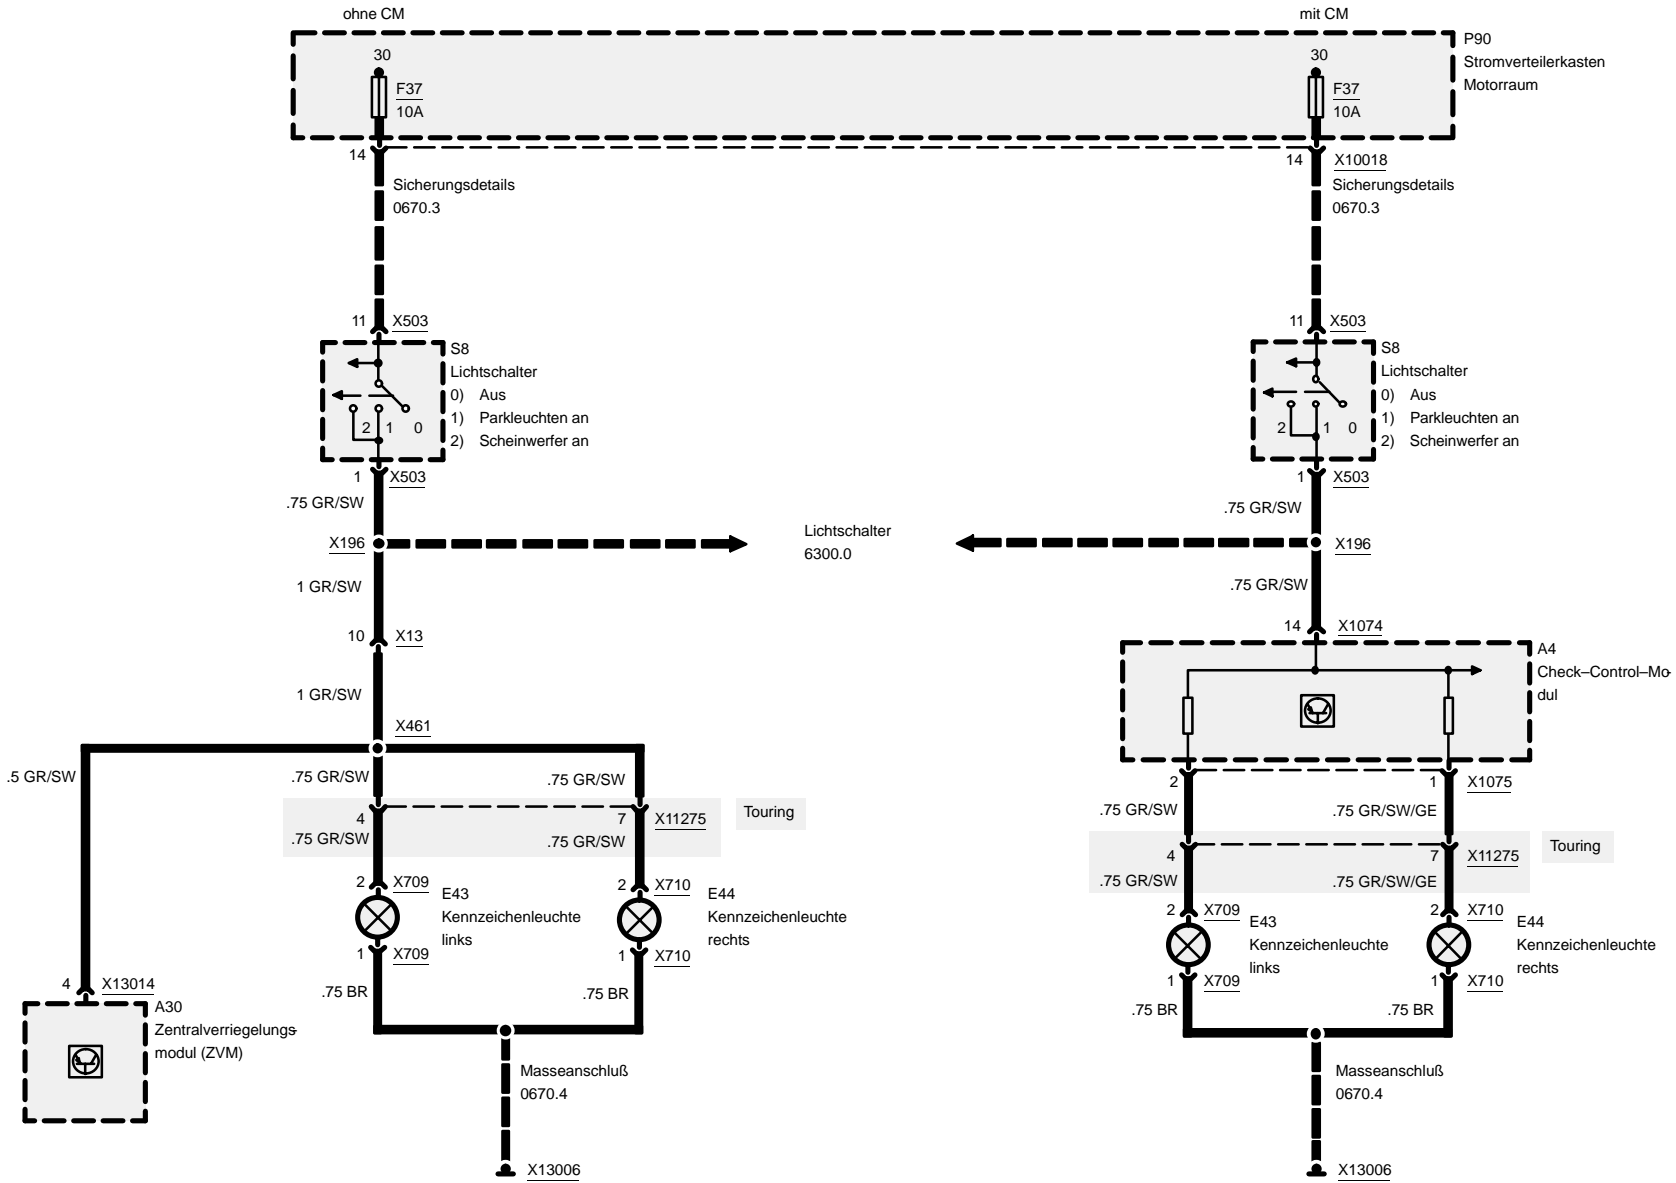 ohne CM
mit CM
30
F37
10A
30
F37
10A
P90
Stromverteilerkasten
Motorraum
14
14
X10018
Sicherungsdetails
0670.3
Sicherungsdetails
0670.3
11
X503
11
X503
S8
Lichtschalter
0) Aus
1) Parkleuchten an
2) Scheinwerfer an
2 1 0
S8
Lichtschalter
0) Aus
1) Parkleuchten an
2) Scheinwerfer an
2 1 0
1
X503
1
X503
.75 GR/SW
.75 GR/SW
X196
Lichtschalter
6300.0
X196
1 GR/SW
.75 GR/SW
10
X13
14
X1074
1 GR/SW
A4
Check–Control–Mo-
dul
X461
.5 GR/SW
.75 GR/SW
.75 GR/SW
2
1
X1075
4
7
X11275
Touring
.75 GR/SW
.75 GR/SW/GE
.75 GR/SW
.75 GR/SW
4
7
X11275
Touring
.75 GR/SW
.75 GR/SW/GE
2
X709
E43
Kennzeichenleuchte
links
2
X710
E44
Kennzeichenleuchte
rechts
2
X709
E43
Kennzeichenleuchte
links
2
X710
E44
Kennzeichenleuchte
rechts
1
X709
1
X710
1
X709
1
X710
4
X13014
.75 BR
.75 BR
.75 BR
.75 BR
A30
Zentralverriegelungs-
modul (ZVM)
Masseanschluß
0670.4
Masseanschluß
0670.4
X13006
X13006